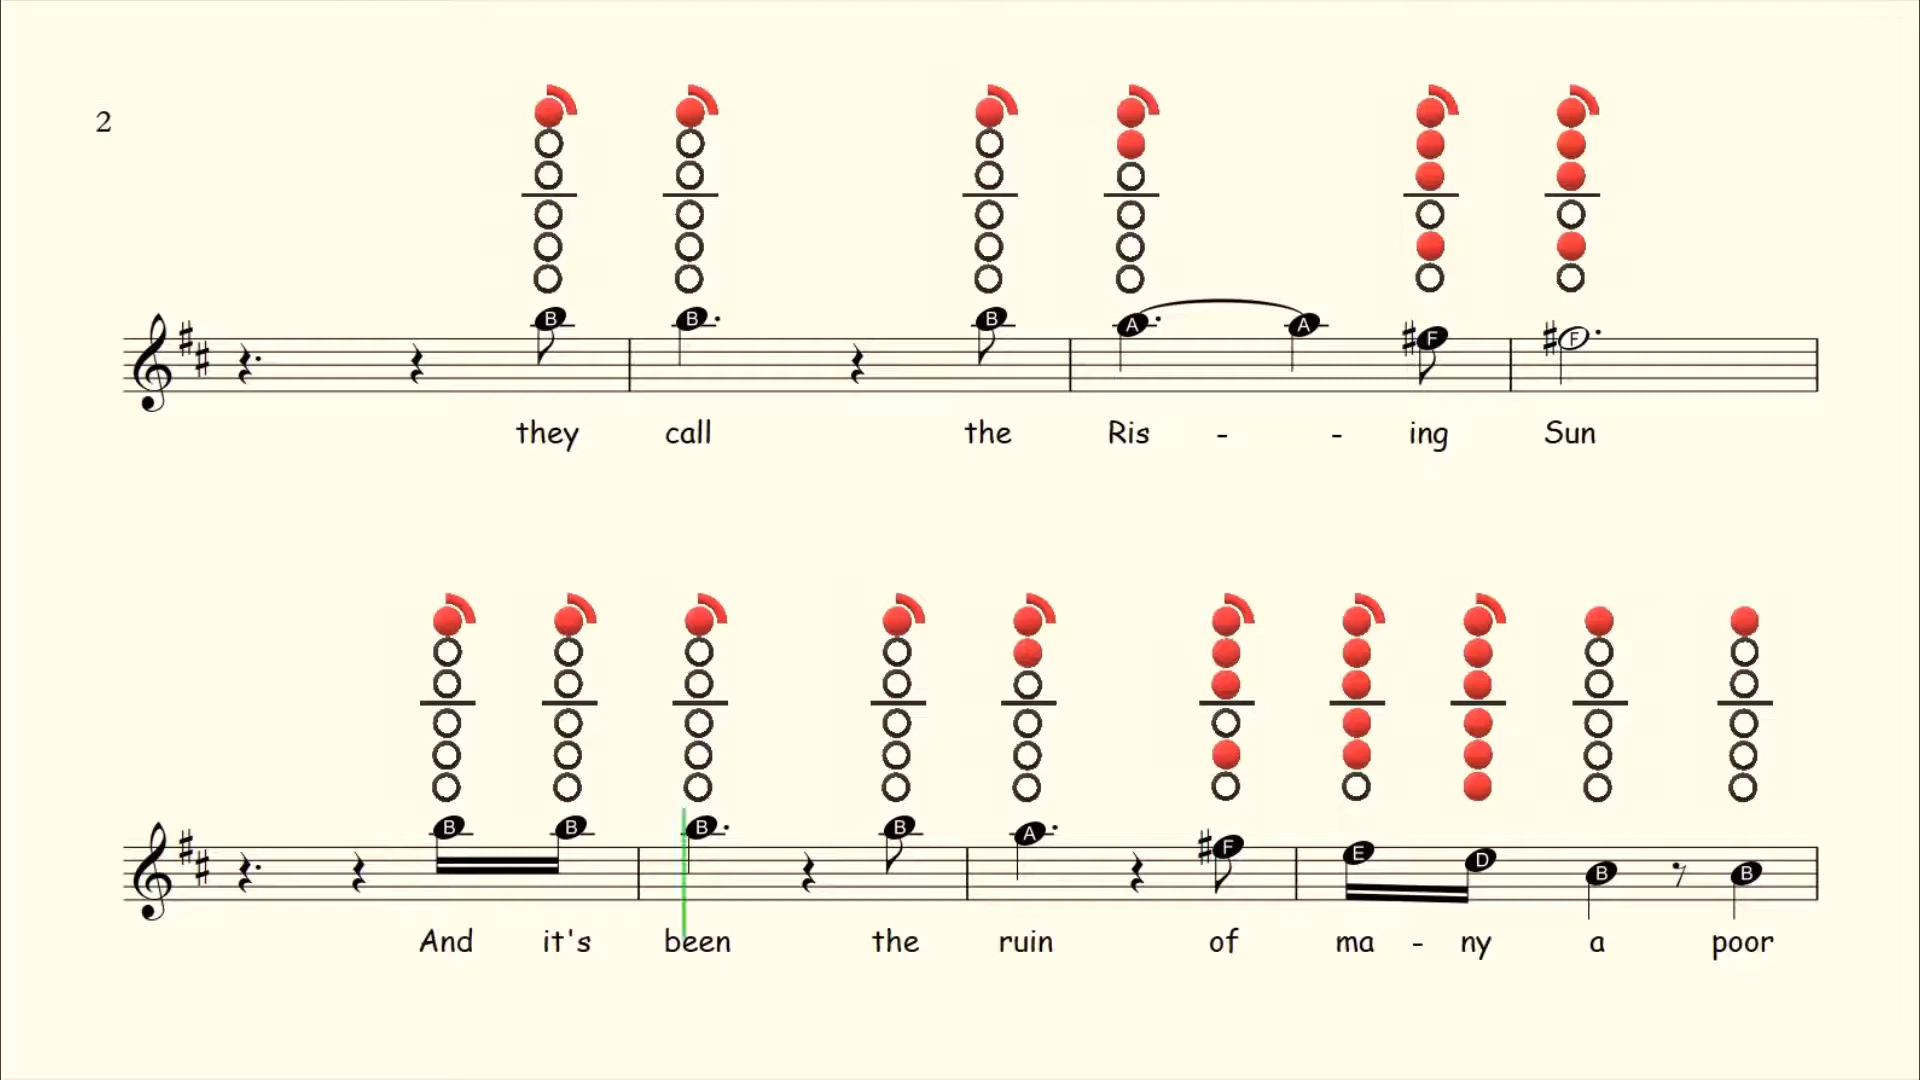 2
B B B A A F F
they call the Ris - - ing Sun
B B B B A F E D B B
And it's been the ruin of ma - ny a poor